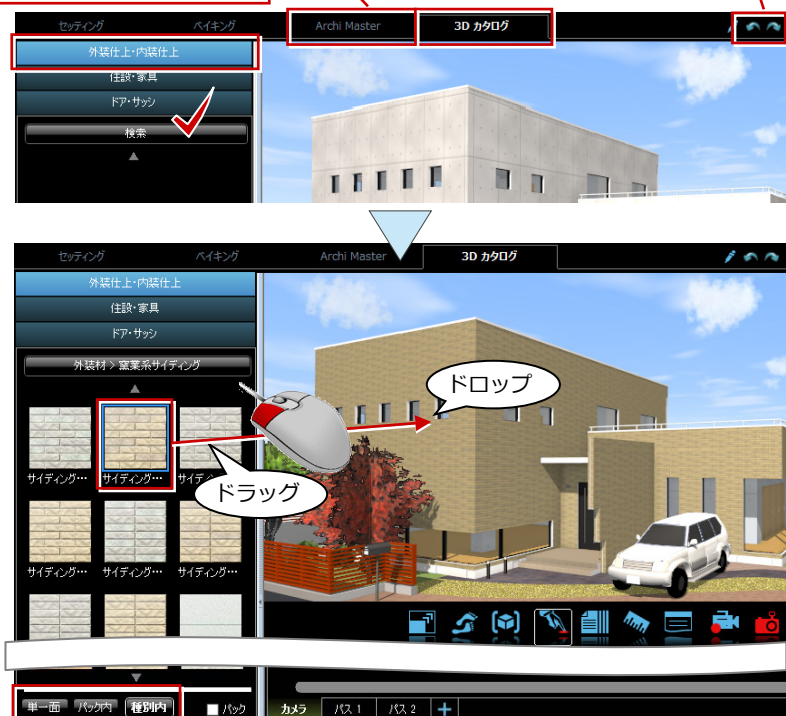 セッティング ベイキング Archi Master 3D カタログ
外装仕上・内装仕上
住設・家具
ドア・サッシ
検索
セッティング ベイキング Archi Master 3D カタログ
外装仕上・内装仕上
住設・家具
ドア・サッシ
外装材 > 窯業系サイディング
ドロップ
サイディング… サイディング… サイディ
ドラッグ
サイディング… サイディング… サイディング…
単一面 パック内 種別内 パック カメラ パス 1 パス 2